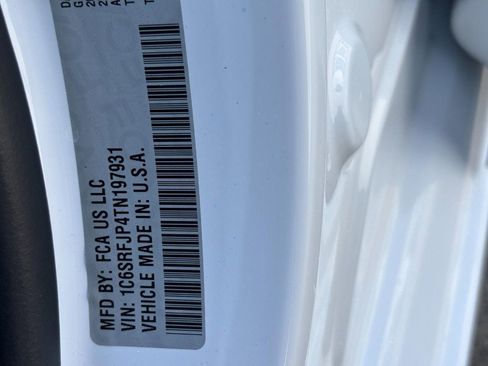 MFD BY: FCA US LLC
VIN: 1C6SRFJP4TN197931
VEHICLE MADE IN: U.S.A.